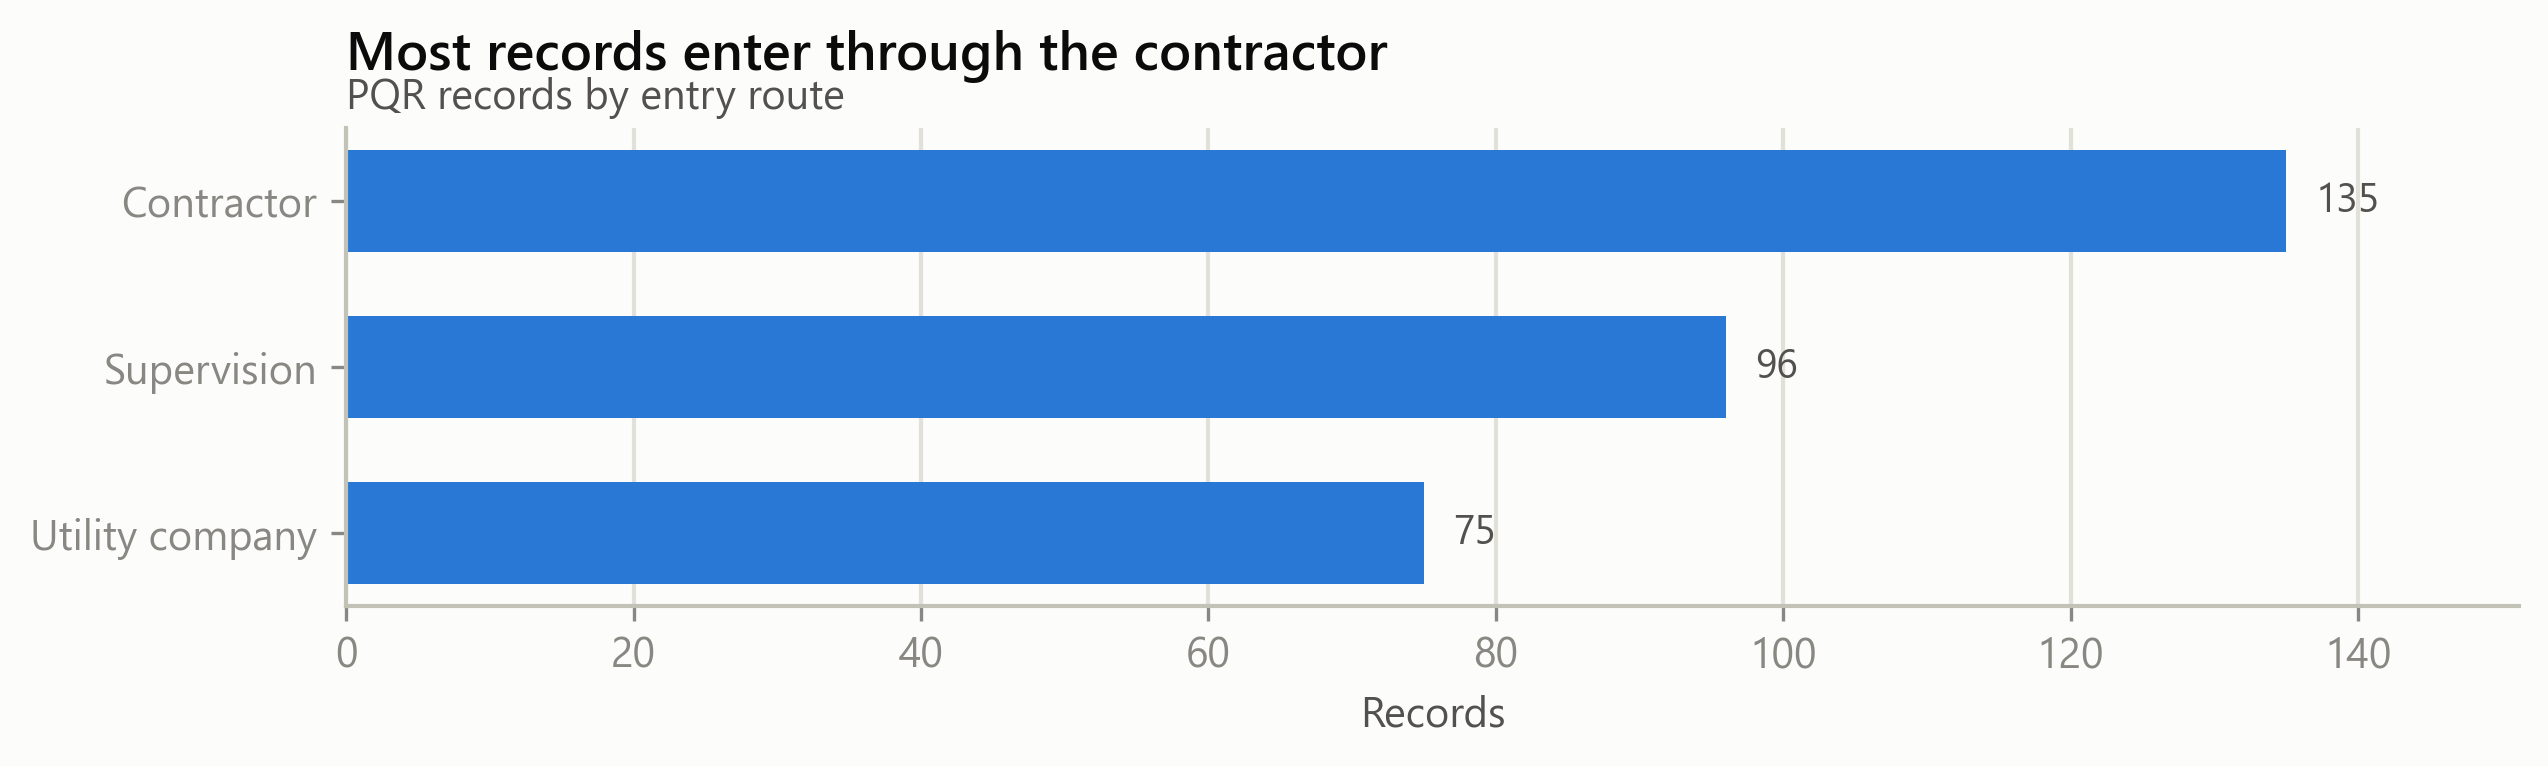 Most records enter through the contractor
PQR records by entry route
Contractor
135
Supervision
96
Utility company
75
0 20 40 60 80 100 120 140
Records